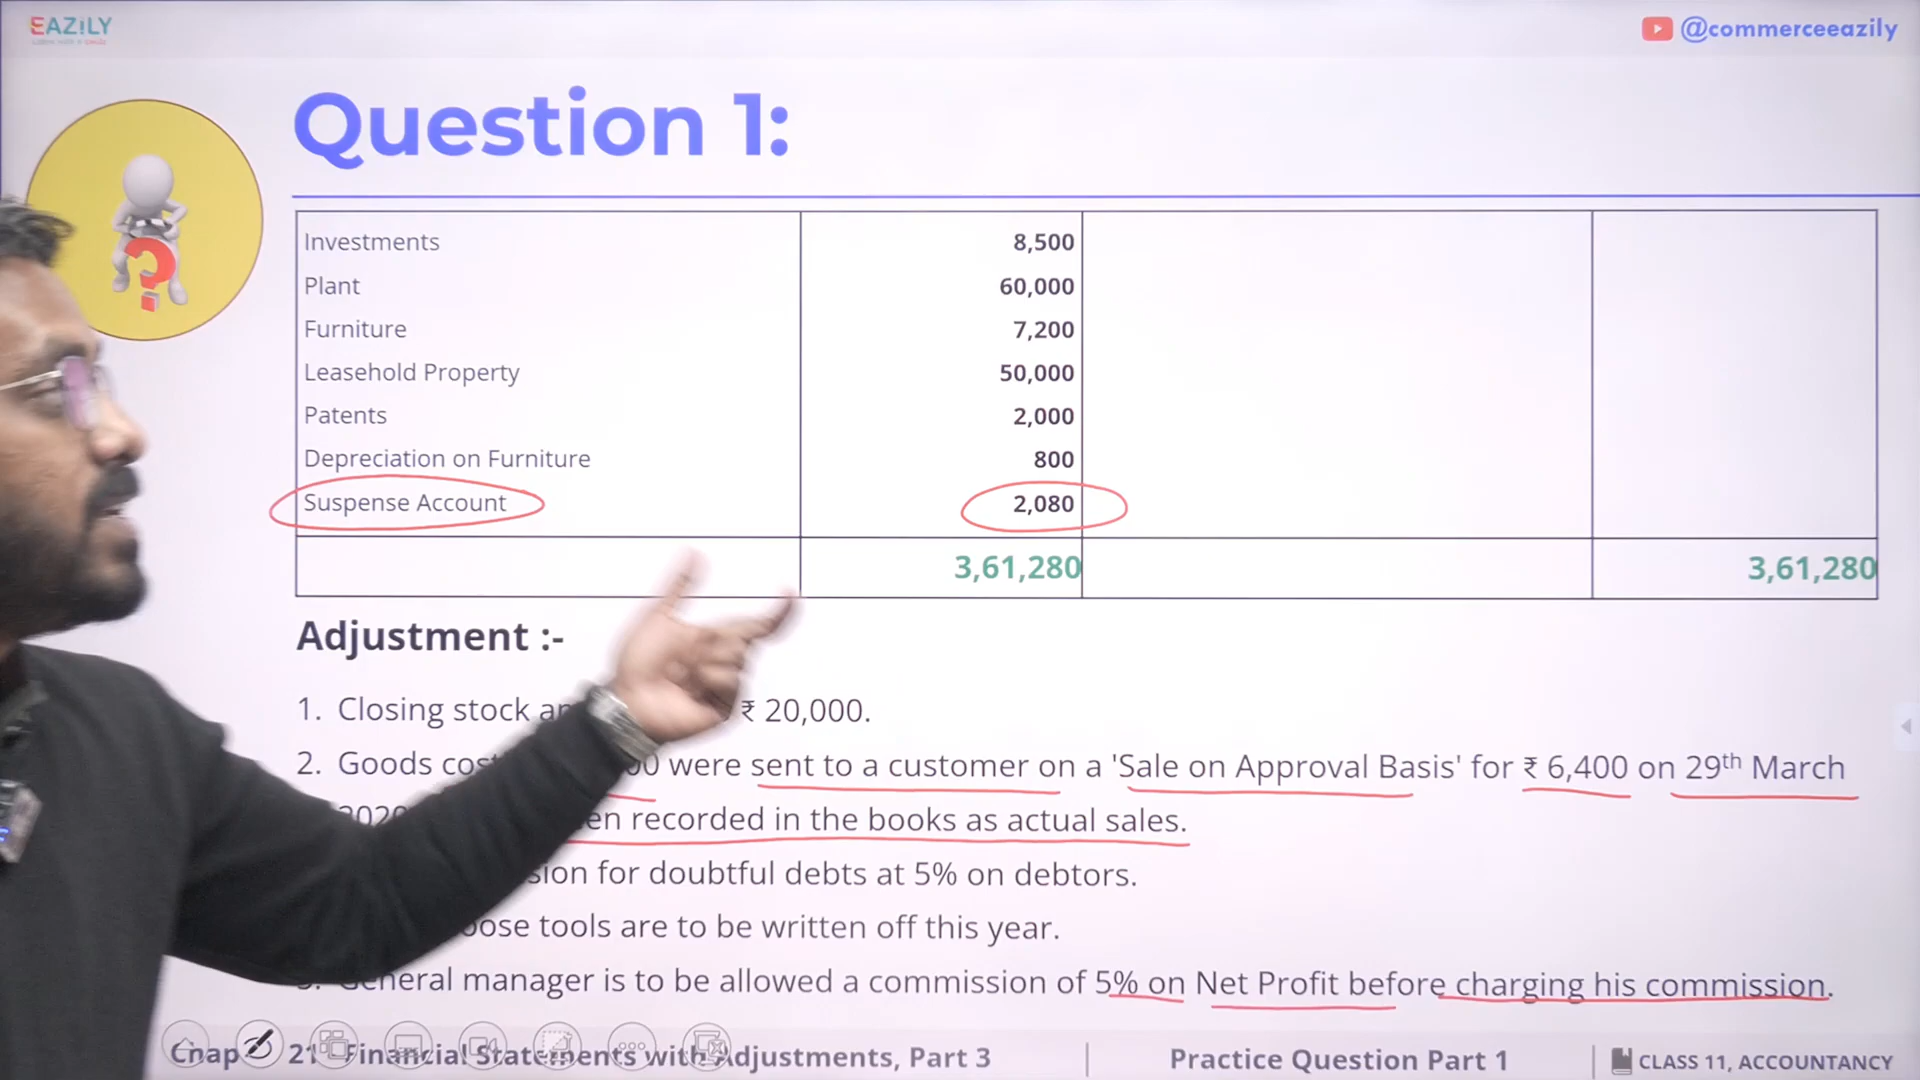 EAZILY
@commerceeazily
Question 1:
Investments 8,500
Plant 60,000
Furniture 7,200
Leasehold Property 50,000
Patents 2,000
Depreciation on Furniture 800
Suspense Account 2,080
3,61,280 3,61,280
Adjustment :-
1. Closing stock ₹ 20,000.
2. Goods were sent to a customer on a 'Sale on Approval Basis' for ₹ 6,400 on 29th March
recorded in the books as actual sales.
for doubtful debts at 5% on debtors.
tools are to be written off this year.
General manager is to be allowed a commission of 5% on Net Profit before charging his commission.
21 Financial Statements with Adjustments, Part 3 Practice Question Part 1 CLASS 11, ACCOUNTANCY